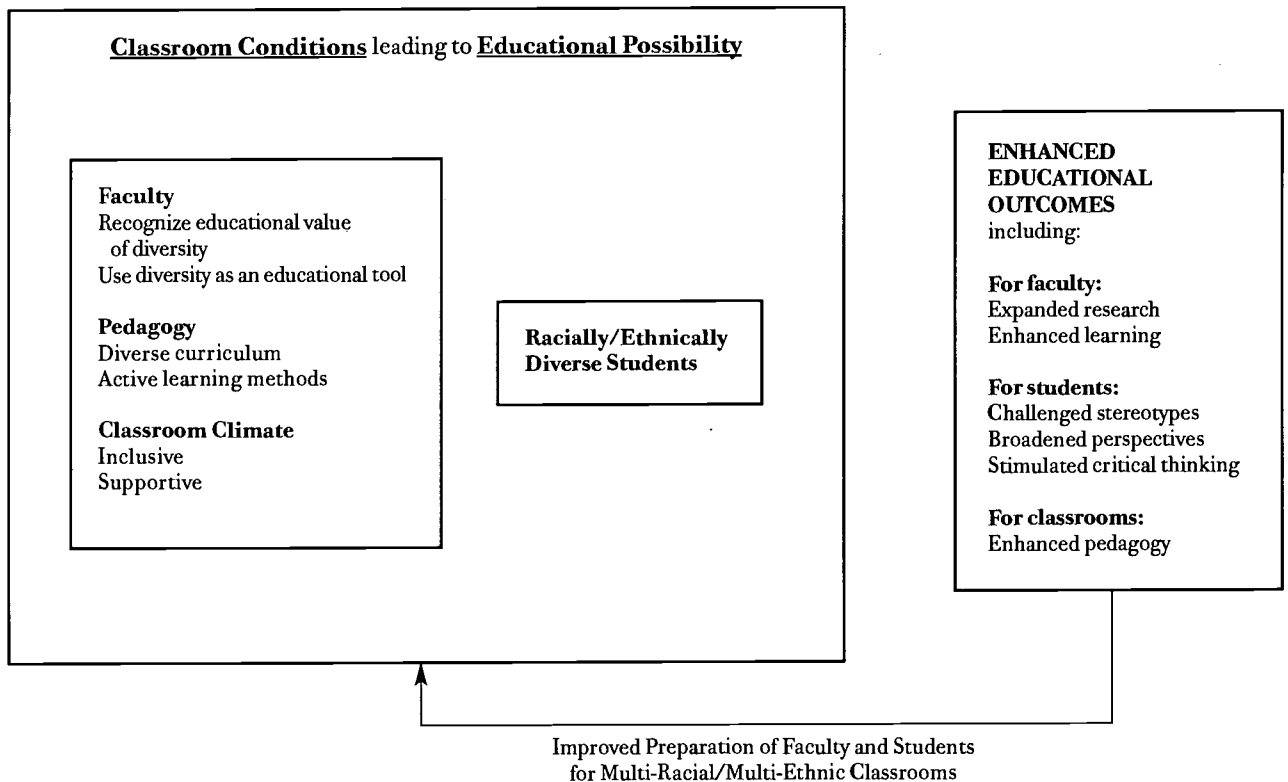 Classroom Conditions leading to Educational Possibility
Faculty
Recognize educational value
of diversity
Use diversity as an educational tool
Pedagogy
Diverse curriculum
Active learning methods
Classroom Climate
Inclusive
Supportive
Racially/Ethnically
Diverse Students
ENHANCED
EDUCATIONAL
OUTCOMES
including:
For faculty:
Expanded research
Enhanced learning
For students:
Challenged stereotypes
Broadened perspectives
Stimulated critical thinking
For classrooms:
Enhanced pedagogy
Improved Preparation of Faculty and Students
for Multi-Racial/Multi-Ethnic Classrooms